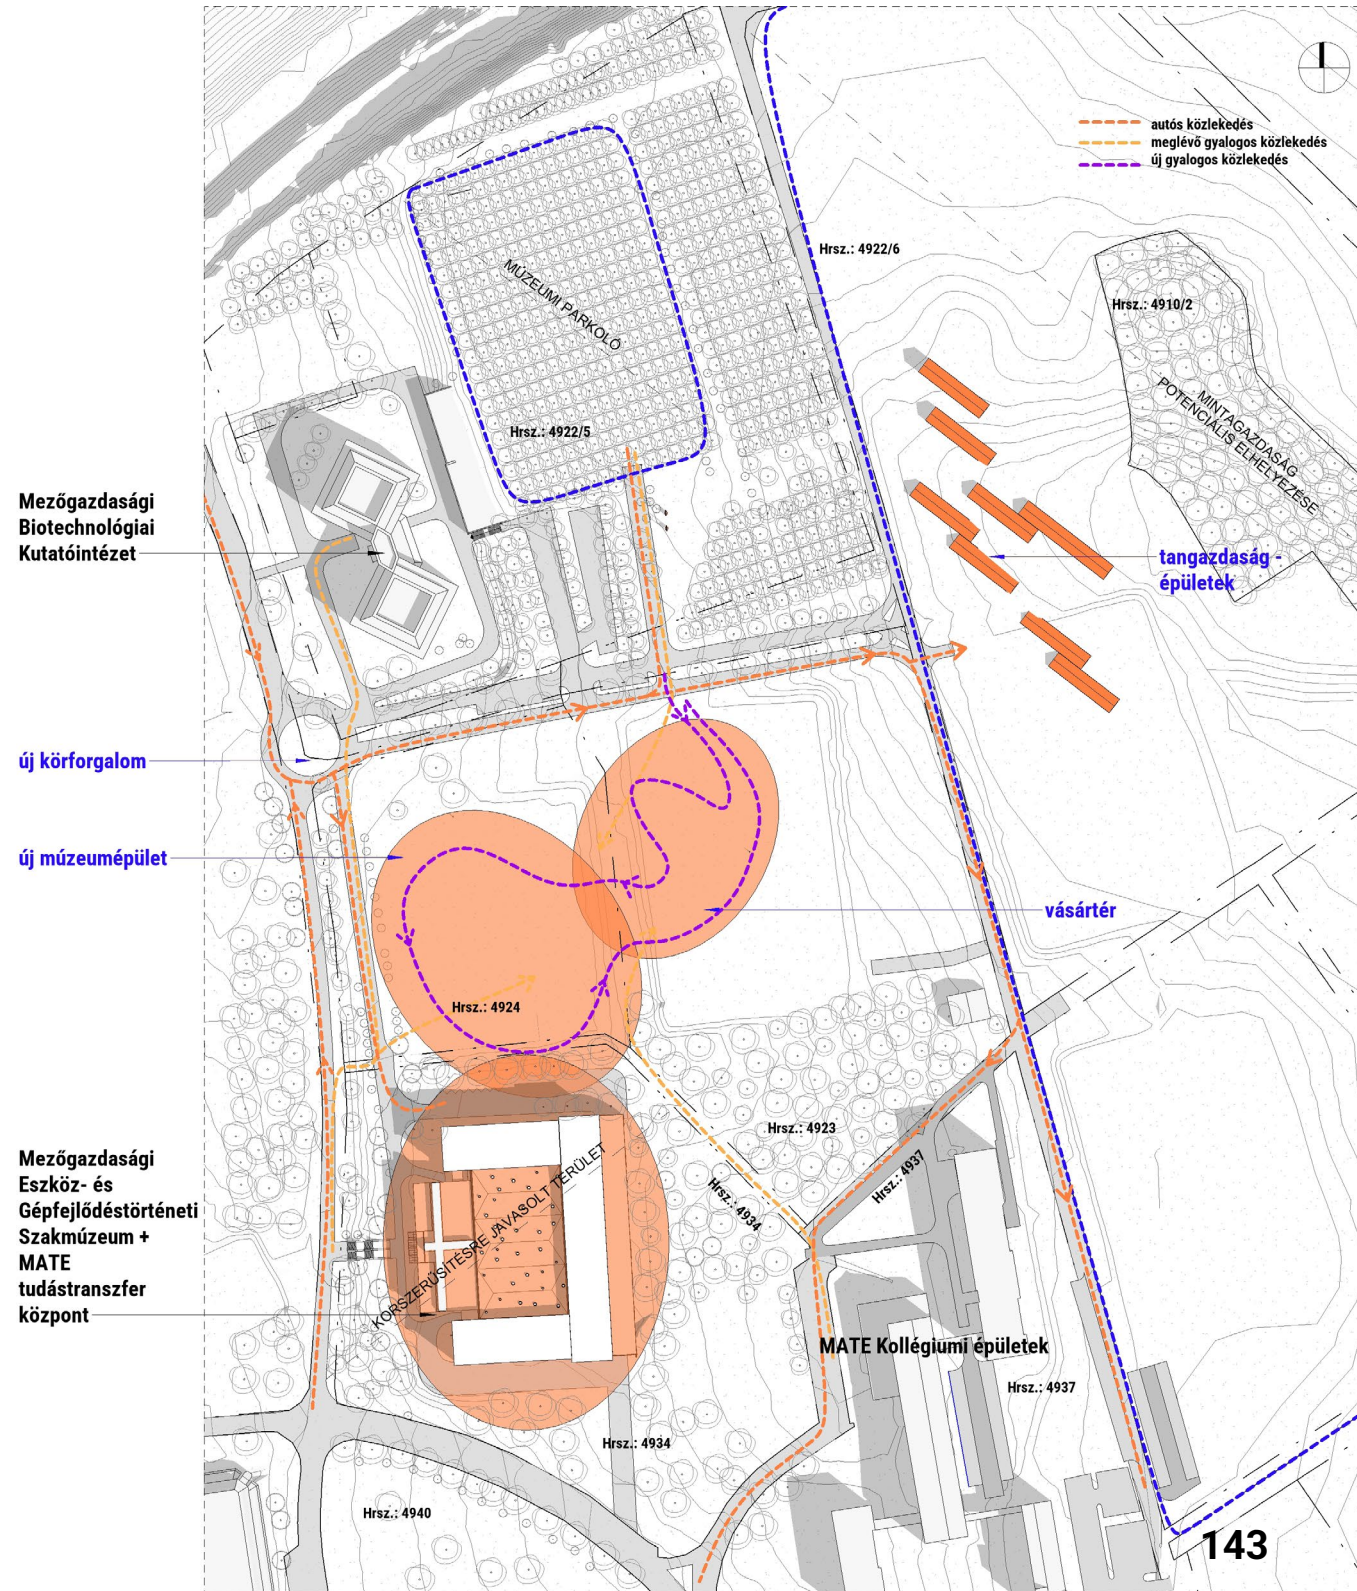 autós közlekedés
meglévő gyalogos közlekedés
új gyalogos közlekedés
Hrsz.: 4922/6
Hrsz.: 4910/2
MÚZEUMI PARKOLÓ
MINTAGAZDASÁG
POTENCIÁLIS ELHELYEZÉSE
Hrsz.: 4922/5
Mezőgazdasági
Biotechnológiai
Kutatóintézet
tangazdaság -
épületek
új körforgalom
új múzeumépület
vásártér
Hrsz.: 4924
Hrsz.: 4923
Mezőgazdasági
Eszköz- és
Gépfejlődéstörténeti
Szakmúzeum +
MATE
tudástranszfer
központ
KORSZERŰSÍTÉSRE JAVASOLT TERÜLET
Hrsz.: 4934
Hrsz.: 4937
MATE Kollégiumi épületek
Hrsz.: 4937
Hrsz.: 4934
Hrsz.: 4940
143